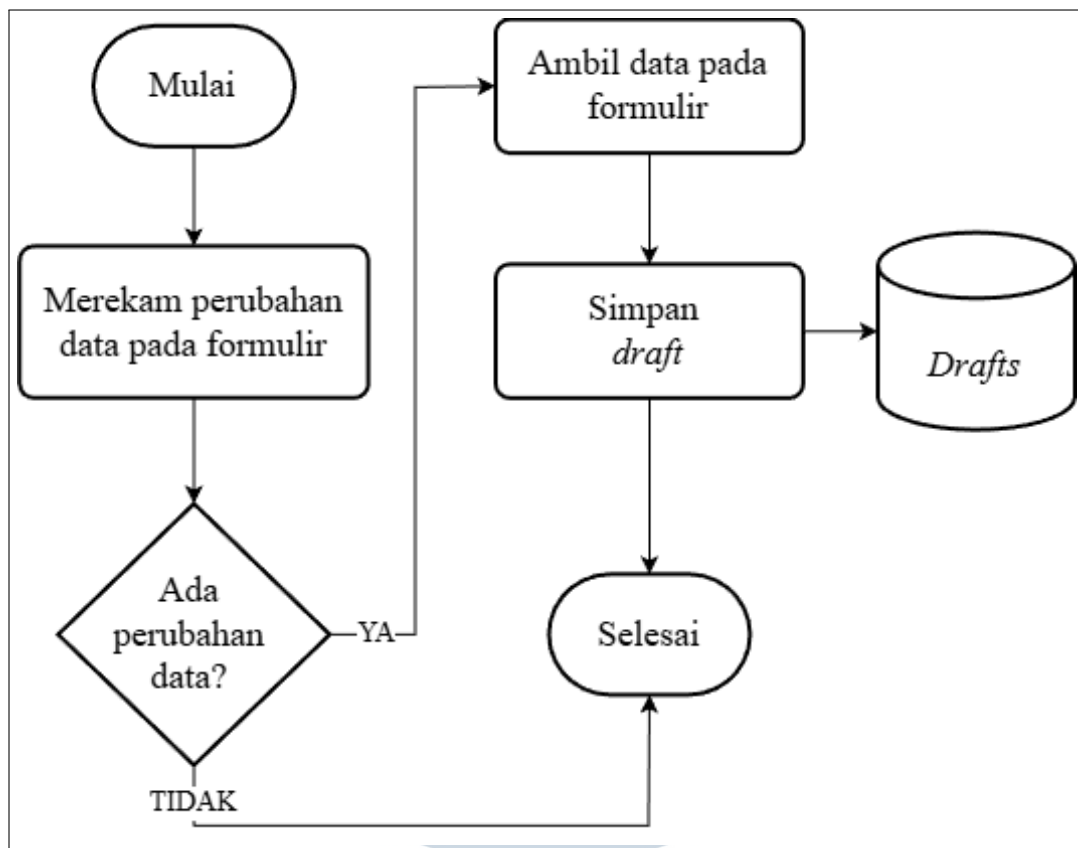 Mulai
Merekam perubahan
data pada formulir
Ada
perubahan
data?
YA
TIDAK
Ambil data pada
formulir
Simpan
draft
Drafts
Selesai